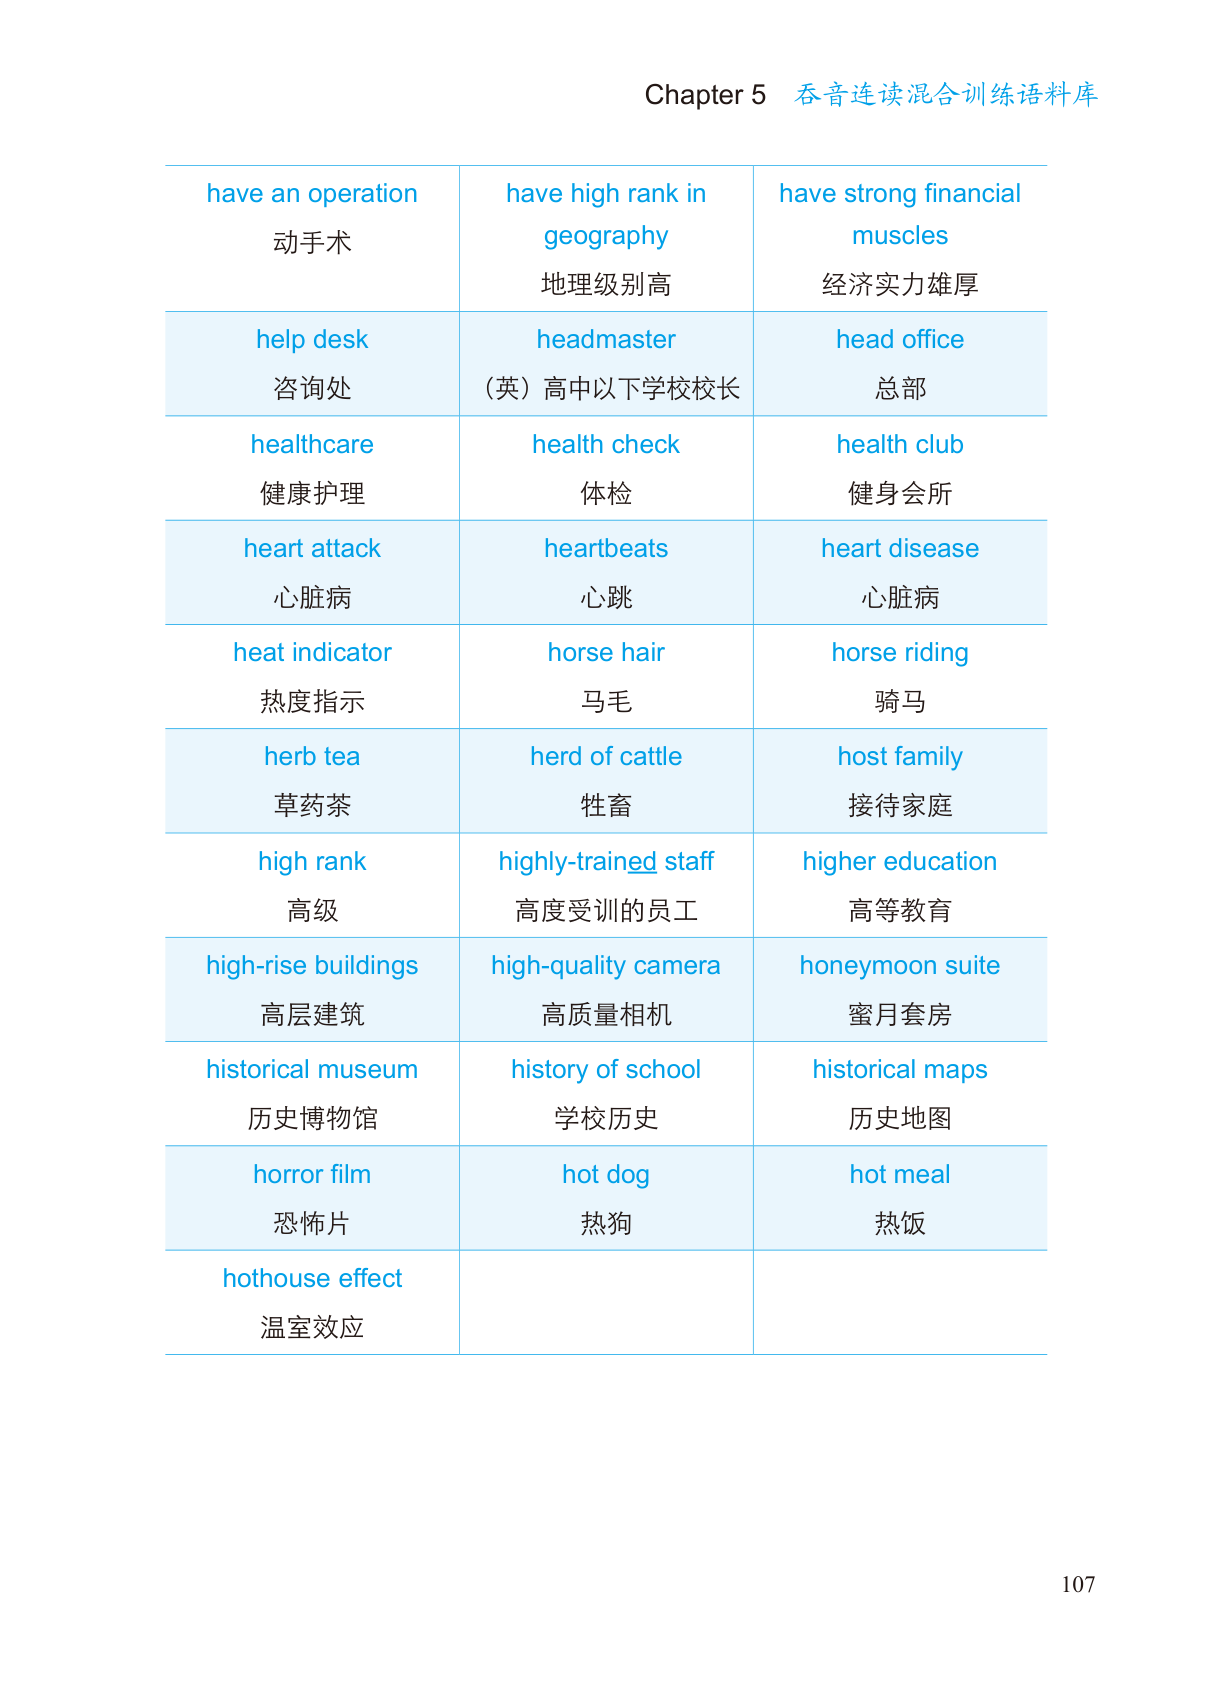 Chapter 5 吞音连读混合训练语料库
have an operation
动手术
have high rank in
geography
地理级别高
have strong financial
muscles
经济实力雄厚
help desk
咨询处
headmaster
（英）高中以下学校校长
head office
总部
healthcare
健康护理
health check
体检
health club
健身会所
heart attack
心脏病
heartbeats
心跳
heart disease
心脏病
heat indicator
热度指示
horse hair
马毛
horse riding
骑马
herb tea
草药茶
herd of cattle
牲畜
host family
接待家庭
high rank
高级
highly-trained staff
高度受训的员工
higher education
高等教育
high-rise buildings
高层建筑
high-quality camera
高质量相机
honeymoon suite
蜜月套房
historical museum
历史博物馆
history of school
学校历史
historical maps
历史地图
horror film
恐怖片
hot dog
热狗
hot meal
热饭
hothouse effect
温室效应
107